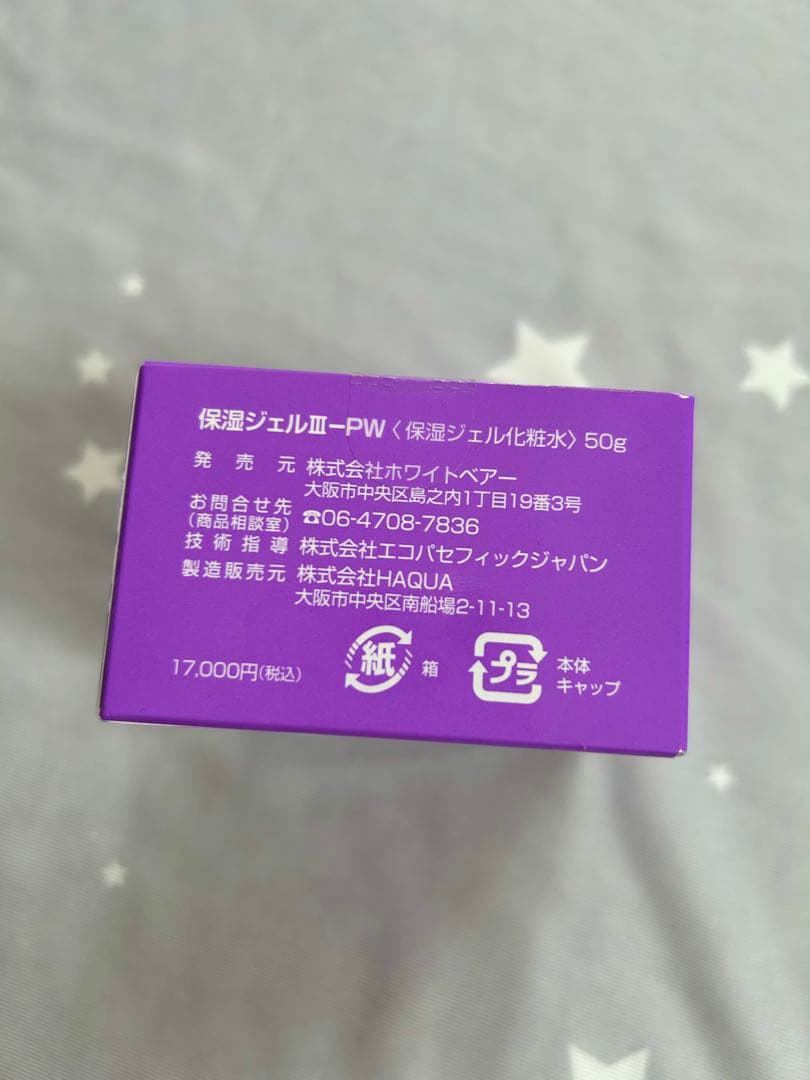 保湿ジェルⅢ−PW〈保湿ジェル化粧水〉50g
発売元 株式会社ホワイトベアー
大阪市中央区島之内1丁目19番3号
お問合せ先
(商品相談室) ☎06-4708-7836
技術指導 株式会社エコパセフィックジャパン
製造販売元 株式会社HAQUA
大阪市中央区南船場2-11-13
17,000円(税込) 紙 箱 プラ 本体
キャップ